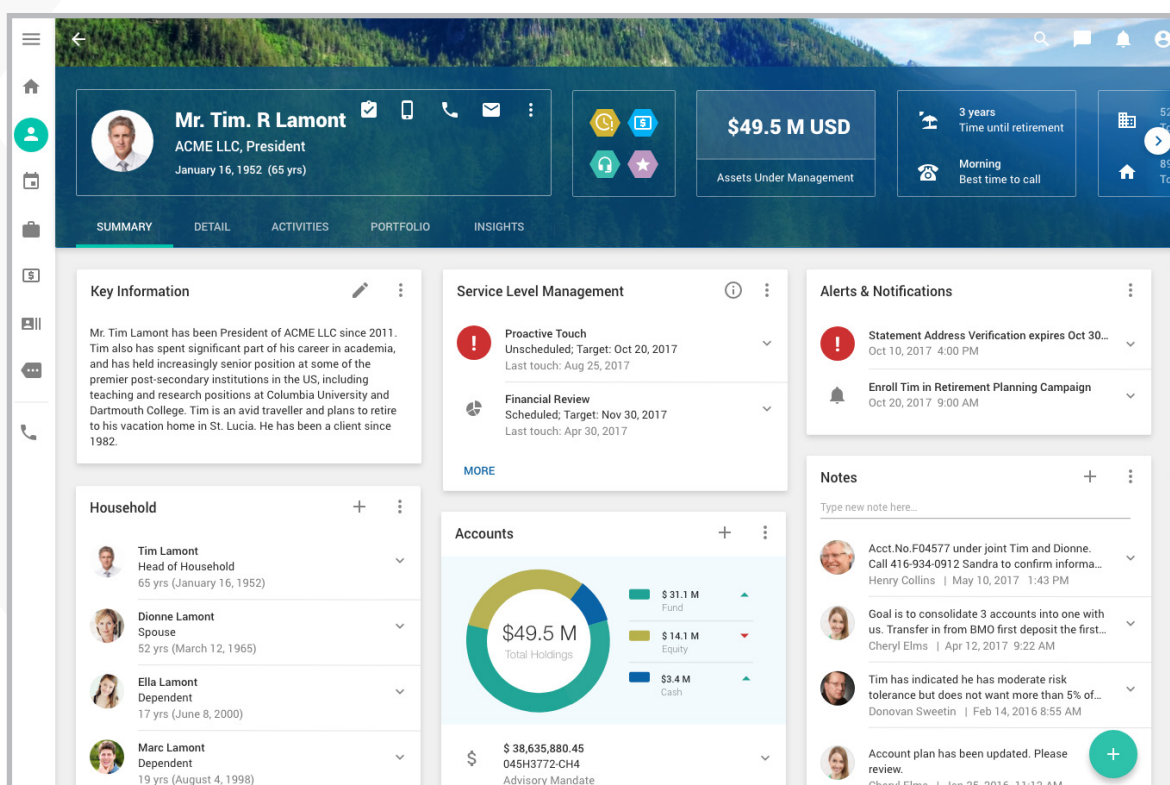 Mr. Tim. R Lamont
ACME LLC, President
January 16, 1952 (65 yrs)
$49.5 M USD
Assets Under Management
3 years
Time until retirement
Morning
Best time to call
52
89
SUMMARY
DETAIL
ACTIVITIES
PORTFOLIO
INSIGHTS
Key Information
Mr. Tim Lamont has been President of ACME LLC since 2011.
Tim also has spent significant part of his career in academia,
and has held increasingly senior position at some of the
premier post-secondary institutions in the US, including
teaching and research positions at Columbia University and
Dartmouth College. Tim is an avid traveller and plans to retire
to his vacation home in St. Lucia. He has been a client since
1982.
Household
Tim Lamont
Head of Household
65 yrs (January 16, 1952)
Dionne Lamont
Spouse
52 yrs (March 12, 1965)
Ella Lamont
Dependent
17 yrs (June 8, 2000)
Marc Lamont
Dependent
19 yrs (August 4, 1998)
Service Level Management
Proactive Touch
Unscheduled; Target: Oct 20, 2017
Last touch: Aug 25, 2017
Financial Review
Scheduled; Target: Nov 30, 2017
Last touch: Apr 30, 2017
MORE
Accounts
$49.5 M
Total Holdings
$ 31.1 M
Fund
$ 14.1 M
Equity
$3.4 M
Cash
$ 38,635,880.45
045H3772-CH4
Advisory Mandate
Alerts & Notifications
Statement Address Verification expires Oct 30...
Oct 10, 2017 4:00 PM
Enroll Tim in Retirement Planning Campaign
Oct 20, 2017 9:00 AM
Notes
Type new note here...
Acct.No.F04577 under joint Tim and Dionne.
Call 416-934-0912 Sandra to confirm informa...
Henry Collins | May 10, 2017 1:43 PM
Goal is to consolidate 3 accounts into one with
us. Transfer in from BMO first deposit the first...
Cheryl Elms | Apr 12, 2017 9:22 AM
Tim has indicated he has moderate risk
tolerance but does not want more than 5% of...
Donovan Sweetin | Feb 14, 2016 8:55 AM
Account plan has been updated. Please
review.
Cheryl Elms | Jan 25, 2016 11:12 AM